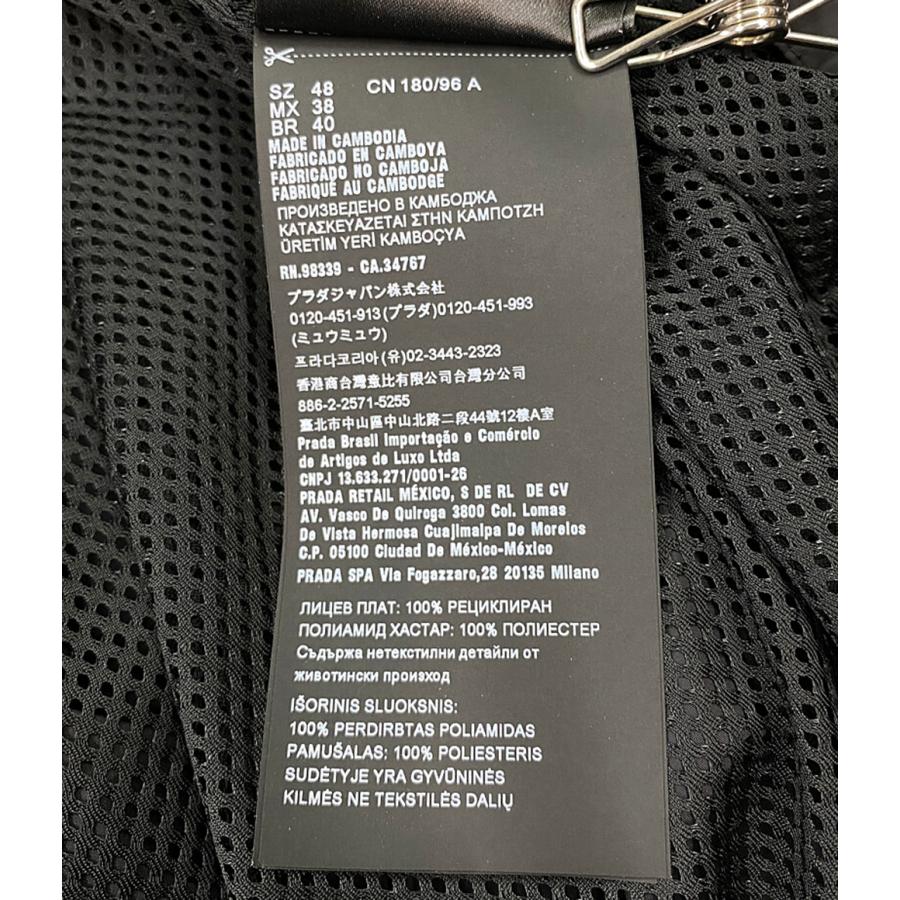 SZ 48 CN 180/96 A
MX 38
BR 40
MADE IN CAMBODIA
FABRICADO EN CAMBOYA
FABRICADO NO CAMBOJA
FABRIQUÉ AU CAMBODGE
ПРОИЗВЕДЕНО В КАМБОДЖА
ΚΑΤΑΣΚΕΥΑΖΕΤΑΙ ΣΤΗΝ ΚΑΜΠΟΤΖΗ
ÜRETİM YERİ KAMBOÇYA
RN.98339 - CA.34767
プラダジャパン株式会社
0120-451-913(プラダ)0120-451-993
(ミュウミュウ)
프라다코리아(유)02-3443-2323
香港商台灣壹比有限公司台灣分公司
886-2-2571-5255
臺北市中山區中山北路二段44號12樓A室
Prada Brasil Importação e Comércio
de Artigos de Luxo Ltda
CNPJ 13.633.271/0001-26
PRADA RETAIL MÉXICO, S DE RL DE CV
AV. Vasco De Quiroga 3800 Col. Lomas
De Vista Hermosa Cuajimalpa De Morelos
C.P. 05100 Ciudad De México-México
PRADA SPA Via Fogazzaro,28 20135 Milano
ЛИЦЕВ ПЛАТ: 100% РЕЦИКЛИРАН
ПОЛИАМИД ХАСТАР: 100% ПОЛИЕСТЕР
Съдържа нетекстилни детайли от
животински произход
IŠORINIS SLUOKSNIS:
100% PERDIRBTAS POLIAMIDAS
PAMUŠALAS: 100% POLIESTERIS
SUDĖTYJE YRA GYVŪNINĖS
KILMĖS NE TEKSTILĖS DALIŲ